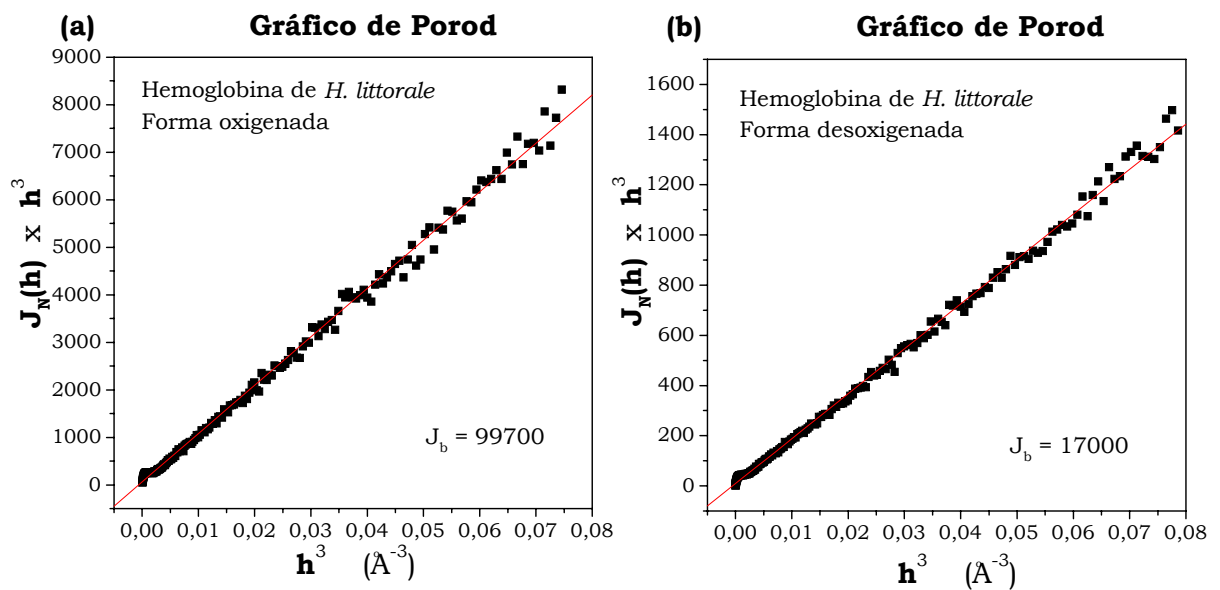 (a) Gráfico de Porod
Hemoglobina de H. littorale
Forma oxigenada
J_N(h) x h^3
9000
8000
7000
6000
5000
4000
3000
2000
1000
0
J_b = 99700
0,00 0,01 0,02 0,03 0,04 0,05 0,06 0,07 0,08
h^3 (Å^-3)
(b) Gráfico de Porod
Hemoglobina de H. littorale
Forma desoxigenada
J_N(h) x h^3
1600
1400
1200
1000
800
600
400
200
0
J_b = 17000
0,00 0,01 0,02 0,03 0,04 0,05 0,06 0,07 0,08
h^3 (Å^-3)